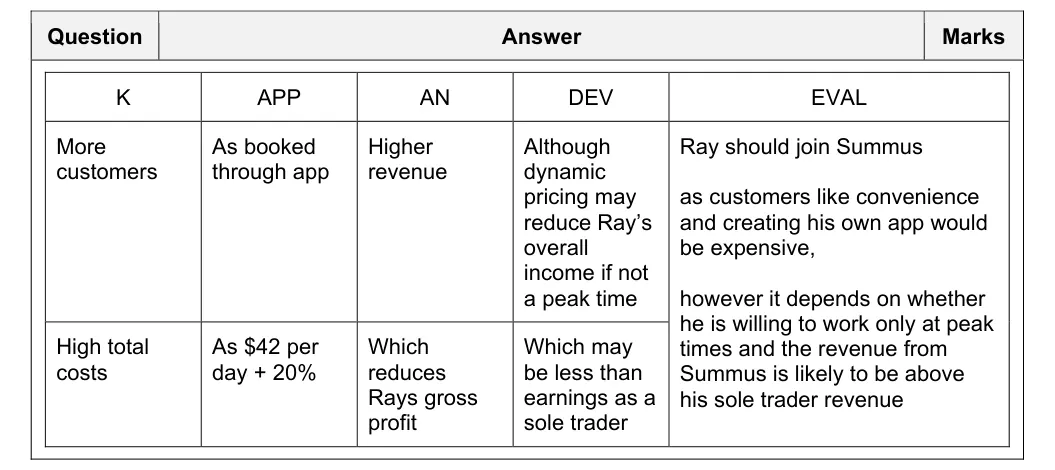 Question Answer Marks
K APP AN DEV EVAL
More
customers
As booked
through app
Higher
revenue
Although
dynamic
pricing may
reduce Ray’s
overall
income if not
a peak time
Ray should join Summus
as customers like convenience
and creating his own app would
be expensive,
however it depends on whether
he is willing to work only at peak
times and the revenue from
Summus is likely to be above
his sole trader revenue
High total
costs
As $42 per
day + 20%
Which
reduces
Rays gross
profit
Which may
be less than
earnings as a
sole trader